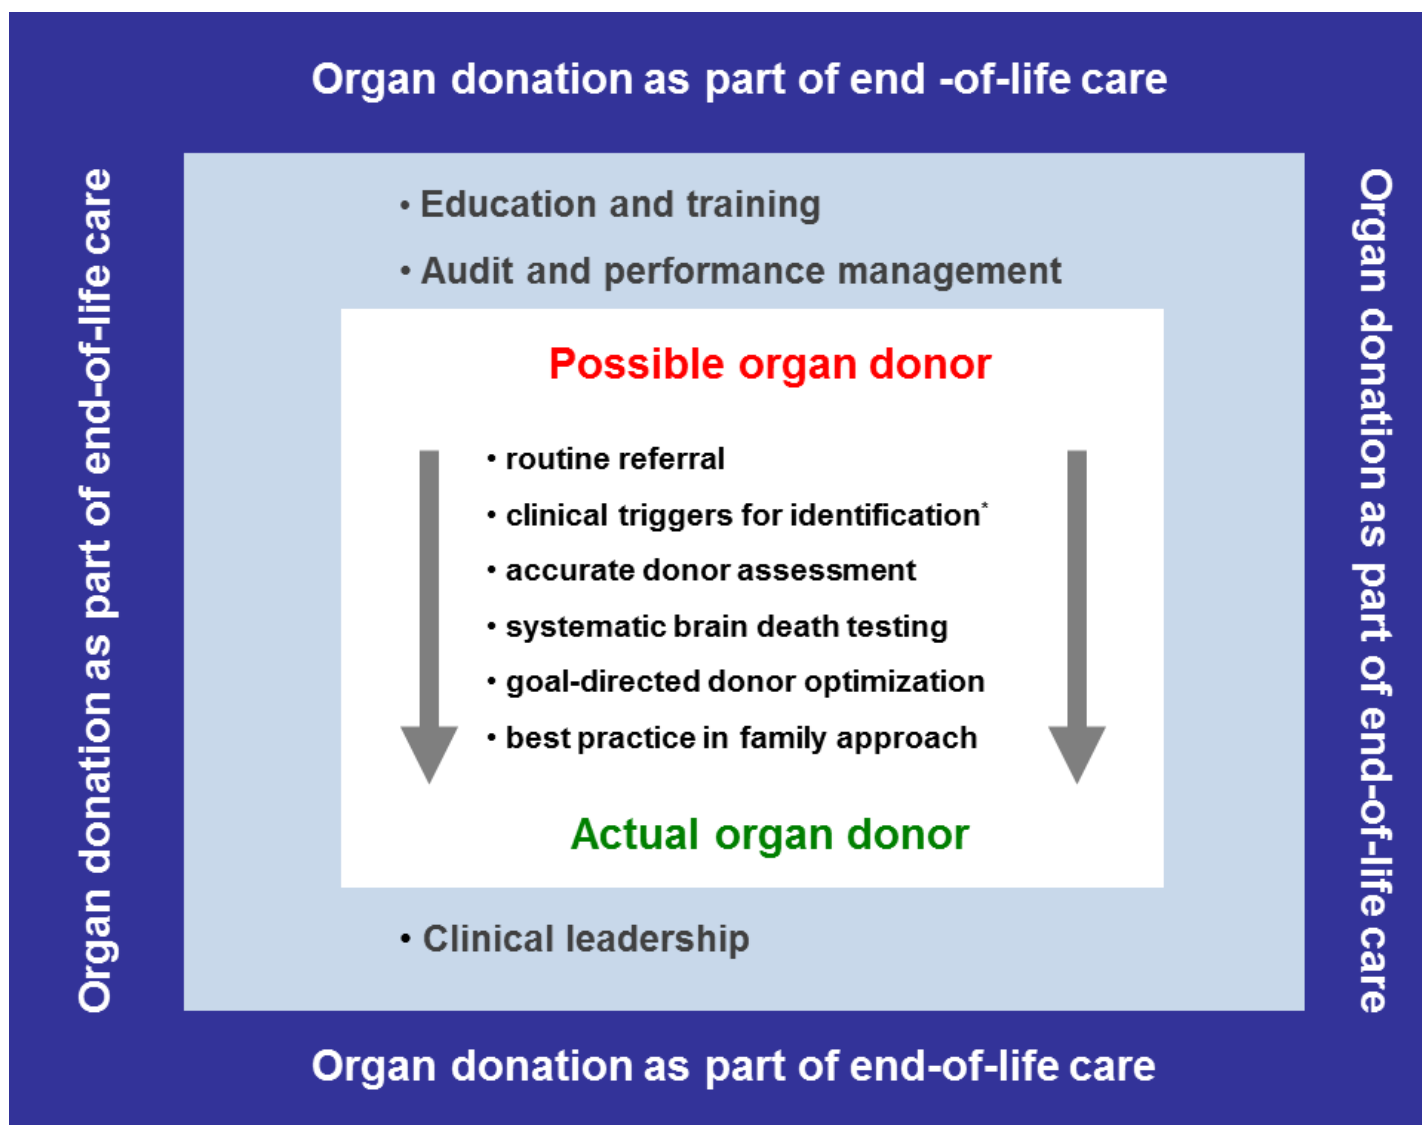 Organ donation as part of end -of-life care
Organ donation as part of end-of-life care
• Education and training
• Audit and performance management
Possible organ donor
• routine referral
• clinical triggers for identification*
• accurate donor assessment
• systematic brain death testing
• goal-directed donor optimization
• best practice in family approach
Actual organ donor
• Clinical leadership
Organ donation as part of end-of-life care
Organ donation as part of end-of-life care